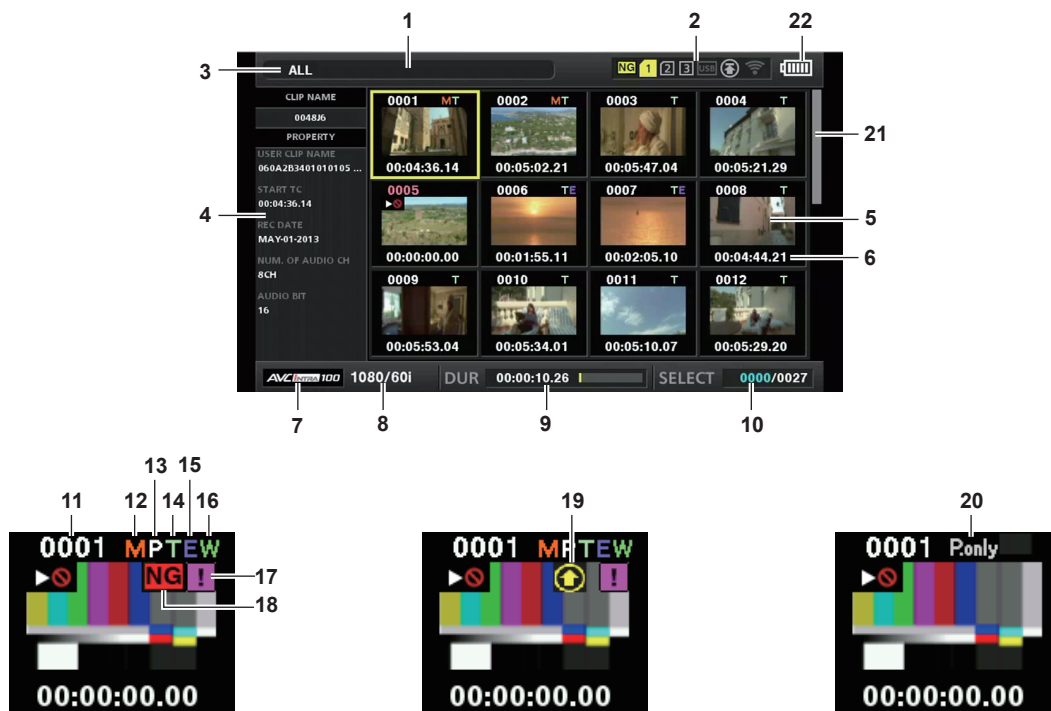 1 2 22
3 ALL NG 1 2 3 USB
CLIP NAME
0048J6
PROPERTY
USER CLIP NAME
060A2B3401010105 ...
START TC
00:04:36.14
4
REC DATE
MAY-01-2013
NUM. OF AUDIO CH
8CH
AUDIO BIT
16
0001 MT 0002 MT 0003 T 0004 T
21
00:04:36.14 00:05:02.21 00:05:47.04 00:05:21.29
0005 0006 TE 0007 TE 0008 T
5
00:00:00.00 00:01:55.11 00:02:05.10 00:04:44.21 6
0009 T 0010 T 0011 T 0012 T
00:05:53.04 00:05:34.01 00:05:10.07 00:05:29.20
AVC Intra 100 1080/60i DUR 00:00:10.26 SELECT 0000/0027
7 8 9 10
13 15
11 12 14 16
0001 MPTEW
NG ! 17
18
00:00:00.00
19
0001 MPTEW
!
00:00:00.00
20
0001 P.only
00:00:00.00